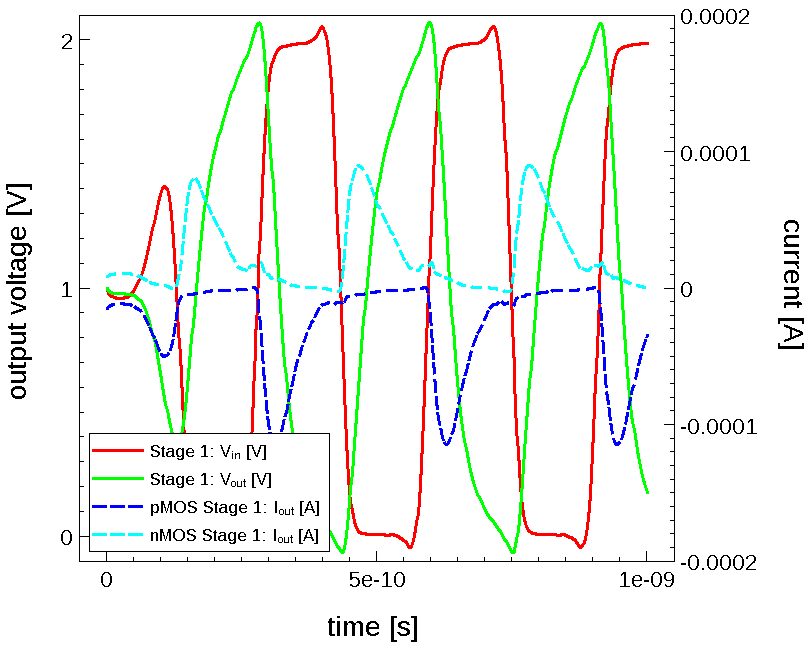 2
1
0
output voltage [V]
0.0002
0.0001
0
-0.0001
-0.0002
current [A]
Stage 1: Vin [V]
Stage 1: Vout [V]
pMOS Stage 1: Iout [A]
nMOS Stage 1: Iout [A]
0 5e-10 1e-09
time [s]